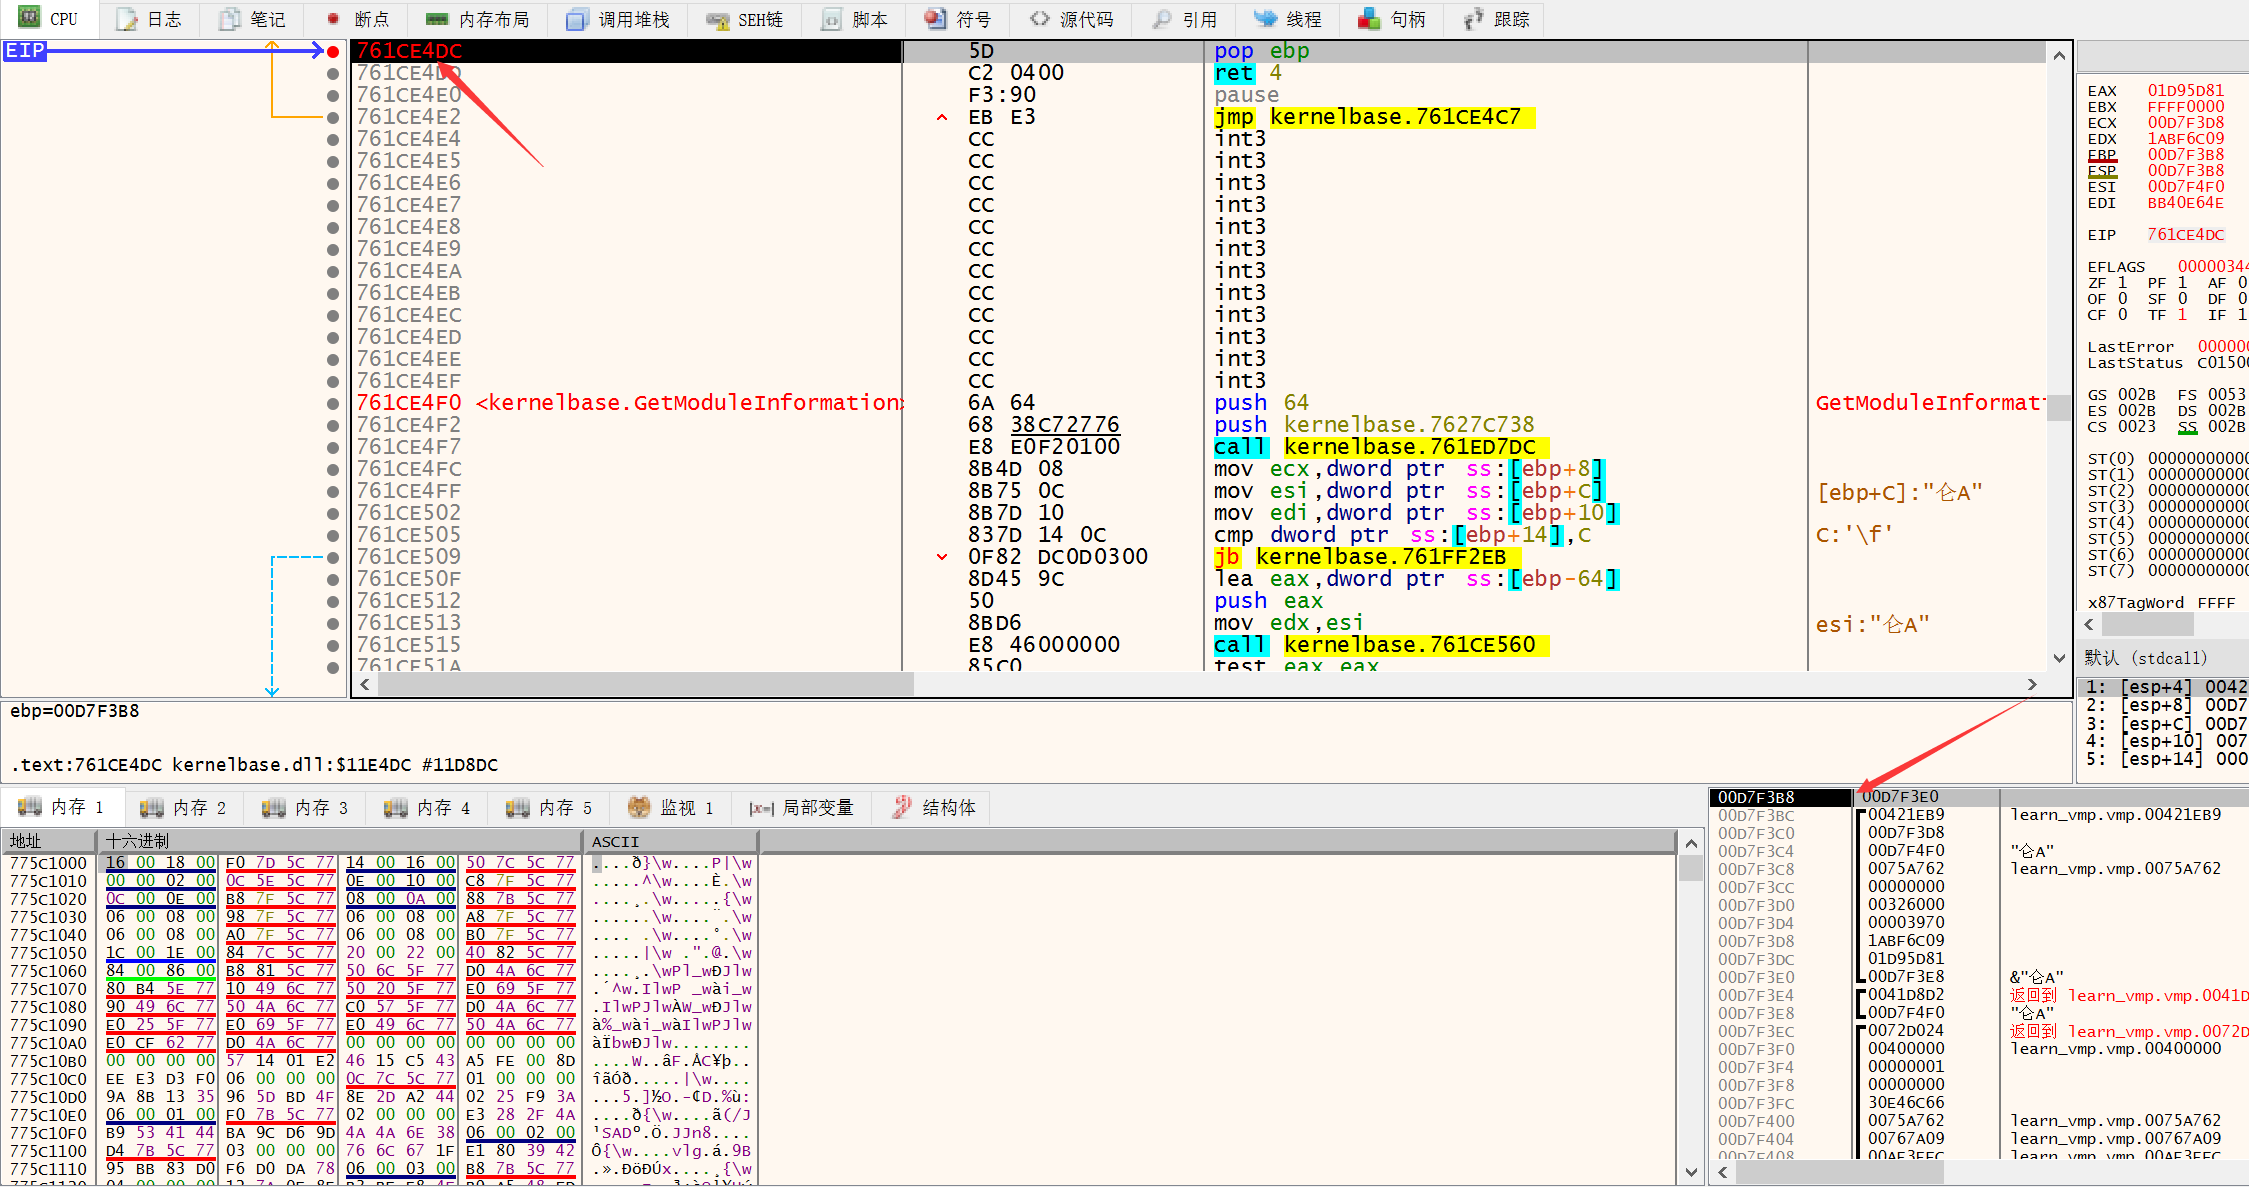 CPU 日志 笔记 断点 内存布局 调用堆栈 SEH链 脚本 符号 源代码 引用 线程 句柄 跟踪
EIP
761CE4DC 5D pop ebp
761CE4DD C2 0400 ret 4
761CE4E0 F3:90 pause
761CE4E2 EB E3 jmp kernelbase.761CE4C7
761CE4E4 CC int3
761CE4E5 CC int3
761CE4E6 CC int3
761CE4E7 CC int3
761CE4E8 CC int3
761CE4E9 CC int3
761CE4EA CC int3
761CE4EB CC int3
761CE4EC CC int3
761CE4ED CC int3
761CE4EE CC int3
761CE4EF CC int3
761CE4F0 <kernelbase.GetModuleInformation> 6A 64 push 64 GetModuleInformat
761CE4F2 68 38C72776 push kernelbase.7627C738
761CE4F7 E8 E0F20100 call kernelbase.761ED7DC
761CE4FC 8B4D 08 mov ecx,dword ptr ss:[ebp+8]
761CE4FF 8B75 0C mov esi,dword ptr ss:[ebp+C] [ebp+C]:"仑A"
761CE502 8B7D 10 mov edi,dword ptr ss:[ebp+10]
761CE505 837D 14 0C cmp dword ptr ss:[ebp+14],C C:'\f'
761CE509 0F82 DC0D0300 jb kernelbase.761FF2EB
761CE50F 8D45 9C lea eax,dword ptr ss:[ebp-64]
761CE512 50 push eax
761CE513 8BD6 mov edx,esi esi:"仑A"
761CE515 E8 46000000 call kernelbase.761CE560
761CE51A 85C0 test eax,eax
EAX 01D95D81
EBX FFFF0000
ECX 00D7F3D8
EDX 1ABF6C09
EBP 00D7F3B8
ESP 00D7F3B8
ESI 00D7F4F0
EDI BB40E64E
EIP 761CE4DC
EFLAGS 00000344
ZF 1 PF 1 AF 0
OF 0 SF 0 DF 0
CF 0 TF 1 IF 1
LastError 000000
LastStatus C01500
GS 002B FS 0053
ES 002B DS 002B
CS 0023 SS 002B
ST(0) 00000000000
ST(1) 00000000000
ST(2) 00000000000
ST(3) 00000000000
ST(4) 00000000000
ST(5) 00000000000
ST(6) 00000000000
ST(7) 00000000000
x87TagWord FFFF
默认 (stdcall)
1: [esp+4] 0042
2: [esp+8] 00D7
3: [esp+C] 00D7
4: [esp+10] 007
5: [esp+14] 000
ebp=00D7F3B8
.text:761CE4DC kernelbase.dll:$11E4DC #11D8DC
内存 1 内存 2 内存 3 内存 4 内存 5 监视 1 局部变量 结构体
地址 十六进制 ASCII
775C1000 16 00 18 00 F0 7D 5C 77 14 00 16 00 50 7C 5C 77 ....ð}\w....P|\w
775C1010 00 00 02 00 0C 5E 5C 77 0E 00 10 00 C8 7F 5C 77 .....^\w....È.\w
775C1020 0C 00 0E 00 B8 7F 5C 77 08 00 0A 00 88 7B 5C 77 ....¸.\w.....{\w
775C1030 06 00 08 00 98 7F 5C 77 06 00 08 00 A8 7F 5C 77 ......\w....¨.\w
775C1040 06 00 08 00 A0 7F 5C 77 06 00 08 00 B0 7F 5C 77 .... .\w....°.\w
775C1050 1C 00 1E 00 84 7C 5C 77 20 00 22 00 40 82 5C 77 .....|\w .".@.\w
775C1060 84 00 86 00 B8 81 5C 77 50 6C 5F 77 D0 4A 6C 77 ....¸.\wPl_wÐJlw
775C1070 80 B4 5E 77 10 49 6C 77 50 20 5F 77 E0 69 5F 77 .´^w.IlwP _wài_w
775C1080 90 49 6C 77 50 4A 6C 77 C0 57 5F 77 D0 4A 6C 77 .IlwPJlwÀW_wÐJlw
775C1090 E0 25 5F 77 E0 69 5F 77 E0 49 6C 77 50 4A 6C 77 à%_wài_wàIlwPJlw
775C10A0 E0 CF 62 77 D0 4A 6C 77 00 00 00 00 00 00 00 00 àÏbwÐJlw........
775C10B0 00 00 00 00 57 14 01 E2 46 15 C5 43 A5 FE 00 8D ....W..âF.ÅC¥þ..
775C10C0 EE E3 D3 F0 06 00 00 00 0C 7C 5C 77 01 00 00 00 îãÓð.....|\w....
775C10D0 9A 8B 13 35 96 5D BD 4F 8E 2D A2 44 02 25 F9 3A ...5.]½O.-¢D.%ù:
775C10E0 06 00 01 00 F0 7B 5C 77 02 00 00 00 E3 28 2F 4A ....ð{\w....ã(/J
775C10F0 B9 53 41 44 BA 9C D6 9D 4A 4A 6E 38 06 00 02 00 ¹SADº.Ö.JJn8....
775C1100 D4 7B 5C 77 03 00 00 00 76 6C 67 1F E1 80 39 42 Ô{\w....vlg.á.9B
775C1110 95 BB 83 D0 F6 D0 DA 78 06 00 03 00 B8 7B 5C 77 .».ÐöÐÚx....¸{\w
00D7F3B8 00D7F3E0
00D7F3BC 00421EB9 learn_vmp.vmp.00421EB9
00D7F3C0 00D7F3D8
00D7F3C4 00D7F4F0 "仑A"
00D7F3C8 0075A762 learn_vmp.vmp.0075A762
00D7F3CC 00000000
00D7F3D0 00326000
00D7F3D4 00003970
00D7F3D8 1ABF6C09
00D7F3DC 01D95D81
00D7F3E0 00D7F3E8 &"仑A"
00D7F3E4 0041D8D2 返回到 learn_vmp.vmp.0041D
00D7F3E8 00D7F4F0 "仑A"
00D7F3EC 0072D024 返回到 learn_vmp.vmp.0072D
00D7F3F0 00400000 learn_vmp.vmp.00400000
00D7F3F4 00000001
00D7F3F8 00000000
00D7F3FC 30E46C66
00D7F400 0075A762 learn_vmp.vmp.0075A762
00D7F404 00767A09 learn_vmp.vmp.00767A09
00D7F408